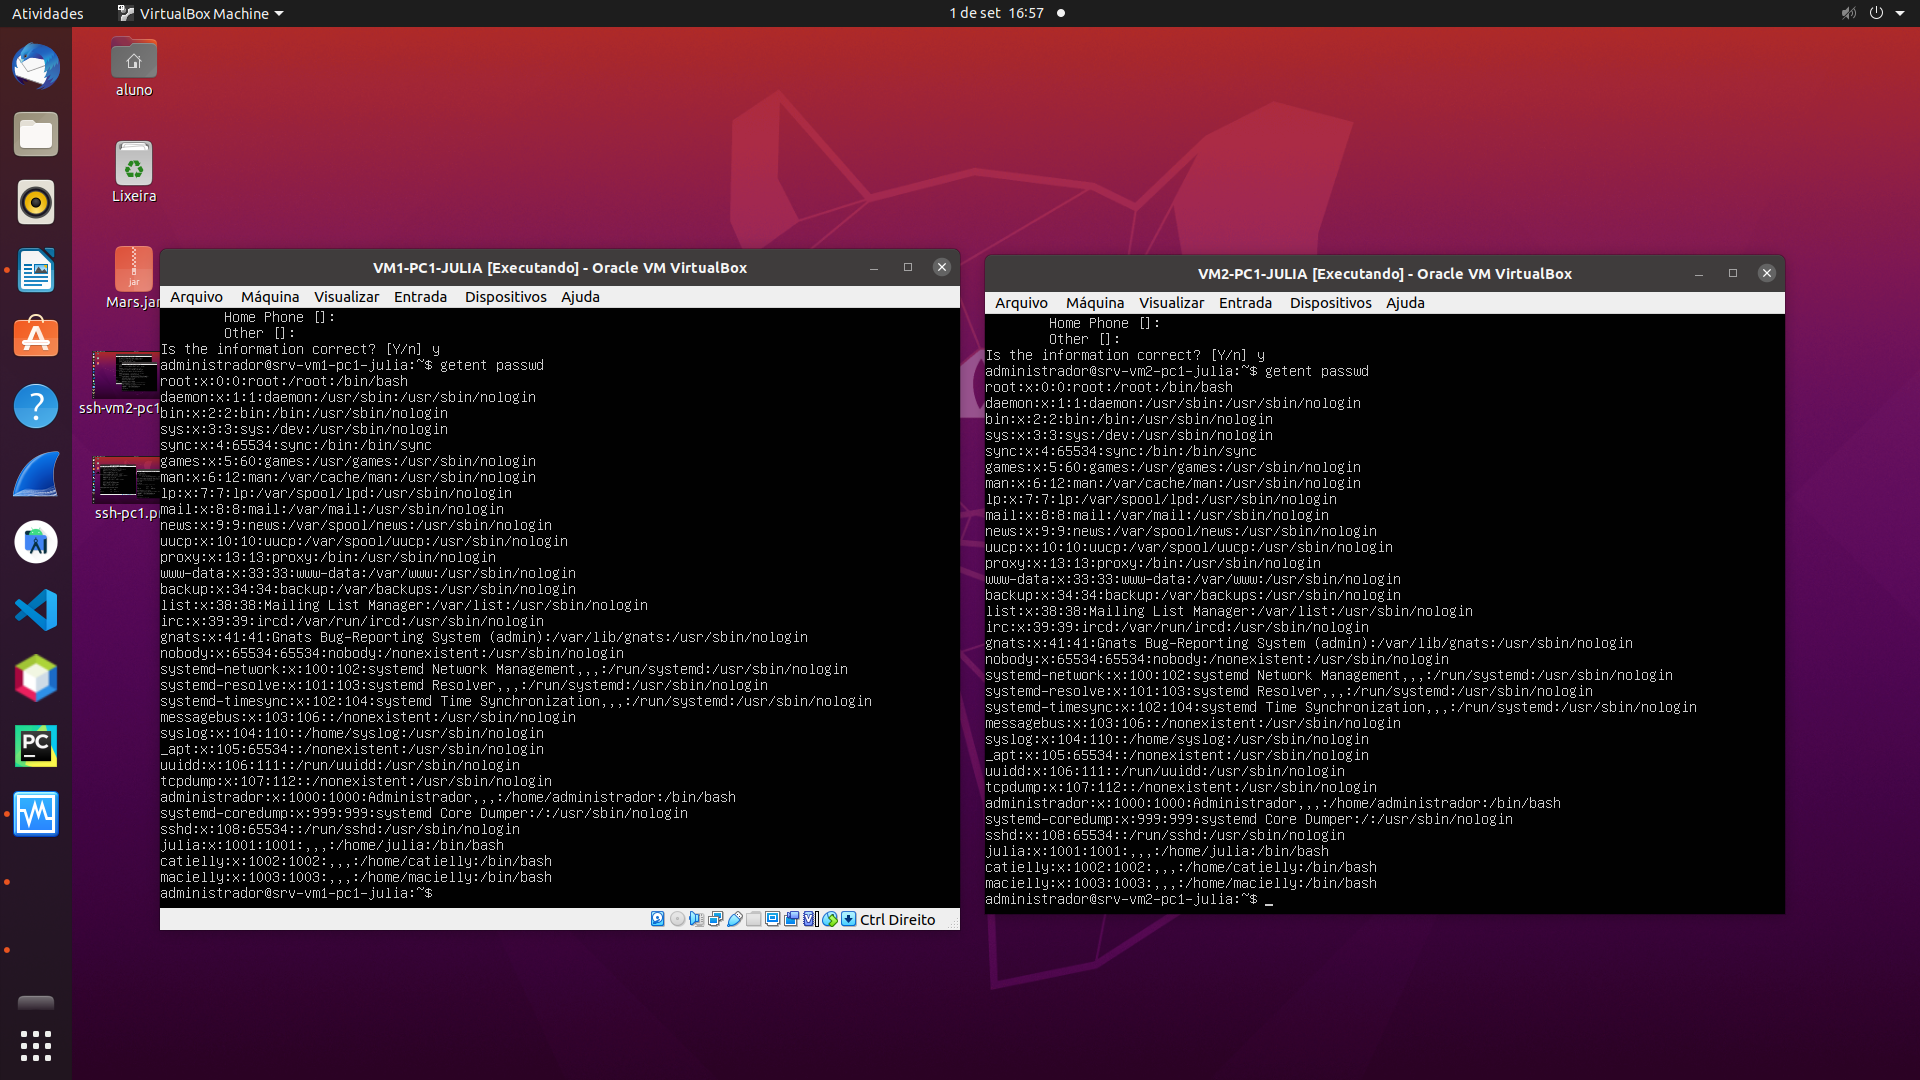 Atividades
VirtualBox Machine
1 de set 16:57
aluno
Lixeira
jar
Mars.jar
ssh-vm2-pc1
ssh-pc1.p
VM1-PC1-JULIA [Executando] - Oracle VM VirtualBox
Arquivo Máquina Visualizar Entrada Dispositivos Ajuda
Home Phone []:
Other []:
Is the information correct? [Y/n] y
administrador@srv-vm1-pc1-julia:~$ getent passwd
root:x:0:0:root:/root:/bin/bash
daemon:x:1:1:daemon:/usr/sbin:/usr/sbin/nologin
bin:x:2:2:bin:/bin:/usr/sbin/nologin
sys:x:3:3:sys:/dev:/usr/sbin/nologin
sync:x:4:65534:sync:/bin:/bin/sync
games:x:5:60:games:/usr/games:/usr/sbin/nologin
man:x:6:12:man:/var/cache/man:/usr/sbin/nologin
lp:x:7:7:lp:/var/spool/lpd:/usr/sbin/nologin
mail:x:8:8:mail:/var/mail:/usr/sbin/nologin
news:x:9:9:news:/var/spool/news:/usr/sbin/nologin
uucp:x:10:10:uucp:/var/spool/uucp:/usr/sbin/nologin
proxy:x:13:13:proxy:/bin:/usr/sbin/nologin
www-data:x:33:33:www-data:/var/www:/usr/sbin/nologin
backup:x:34:34:backup:/var/backups:/usr/sbin/nologin
list:x:38:38:Mailing List Manager:/var/list:/usr/sbin/nologin
irc:x:39:39:ircd:/var/run/ircd:/usr/sbin/nologin
gnats:x:41:41:Gnats Bug-Reporting System (admin):/var/lib/gnats:/usr/sbin/nologin
nobody:x:65534:65534:nobody:/nonexistent:/usr/sbin/nologin
systemd-network:x:100:102:systemd Network Management,,,:/run/systemd:/usr/sbin/nologin
systemd-resolve:x:101:103:systemd Resolver,,,:/run/systemd:/usr/sbin/nologin
systemd-timesync:x:102:104:systemd Time Synchronization,,,:/run/systemd:/usr/sbin/nologin
messagebus:x:103:106::/nonexistent:/usr/sbin/nologin
syslog:x:104:110::/home/syslog:/usr/sbin/nologin
_apt:x:105:65534::/nonexistent:/usr/sbin/nologin
uuidd:x:106:111::/run/uuidd:/usr/sbin/nologin
tcpdump:x:107:112::/nonexistent:/usr/sbin/nologin
administrador:x:1000:1000:Administrador,,,:/home/administrador:/bin/bash
systemd-coredump:x:999:999:systemd Core Dumper:/:/usr/sbin/nologin
sshd:x:108:65534::/run/sshd:/usr/sbin/nologin
julia:x:1001:1001:,,,:/home/julia:/bin/bash
catielly:x:1002:1002:,,,:/home/catielly:/bin/bash
macielly:x:1003:1003:,,,:/home/macielly:/bin/bash
administrador@srv-vm1-pc1-julia:~$
Ctrl Direito
VM2-PC1-JULIA [Executando] - Oracle VM VirtualBox
Arquivo Máquina Visualizar Entrada Dispositivos Ajuda
Home Phone []:
Other []:
Is the information correct? [Y/n] y
administrador@srv-vm2-pc1-julia:~$ getent passwd
root:x:0:0:root:/root:/bin/bash
daemon:x:1:1:daemon:/usr/sbin:/usr/sbin/nologin
bin:x:2:2:bin:/bin:/usr/sbin/nologin
sys:x:3:3:sys:/dev:/usr/sbin/nologin
sync:x:4:65534:sync:/bin:/bin/sync
games:x:5:60:games:/usr/games:/usr/sbin/nologin
man:x:6:12:man:/var/cache/man:/usr/sbin/nologin
lp:x:7:7:lp:/var/spool/lpd:/usr/sbin/nologin
mail:x:8:8:mail:/var/mail:/usr/sbin/nologin
news:x:9:9:news:/var/spool/news:/usr/sbin/nologin
uucp:x:10:10:uucp:/var/spool/uucp:/usr/sbin/nologin
proxy:x:13:13:proxy:/bin:/usr/sbin/nologin
www-data:x:33:33:www-data:/var/www:/usr/sbin/nologin
backup:x:34:34:backup:/var/backups:/usr/sbin/nologin
list:x:38:38:Mailing List Manager:/var/list:/usr/sbin/nologin
irc:x:39:39:ircd:/var/run/ircd:/usr/sbin/nologin
gnats:x:41:41:Gnats Bug-Reporting System (admin):/var/lib/gnats:/usr/sbin/nologin
nobody:x:65534:65534:nobody:/nonexistent:/usr/sbin/nologin
systemd-network:x:100:102:systemd Network Management,,,:/run/systemd:/usr/sbin/nologin
systemd-resolve:x:101:103:systemd Resolver,,,:/run/systemd:/usr/sbin/nologin
systemd-timesync:x:102:104:systemd Time Synchronization,,,:/run/systemd:/usr/sbin/nologin
messagebus:x:103:106::/nonexistent:/usr/sbin/nologin
syslog:x:104:110::/home/syslog:/usr/sbin/nologin
_apt:x:105:65534::/nonexistent:/usr/sbin/nologin
uuidd:x:106:111::/run/uuidd:/usr/sbin/nologin
tcpdump:x:107:112::/nonexistent:/usr/sbin/nologin
administrador:x:1000:1000:Administrador,,,:/home/administrador:/bin/bash
systemd-coredump:x:999:999:systemd Core Dumper:/:/usr/sbin/nologin
sshd:x:108:65534::/run/sshd:/usr/sbin/nologin
julia:x:1001:1001:,,,:/home/julia:/bin/bash
catielly:x:1002:1002:,,,:/home/catielly:/bin/bash
macielly:x:1003:1003:,,,:/home/macielly:/bin/bash
administrador@srv-vm2-pc1-julia:~$ _
PC